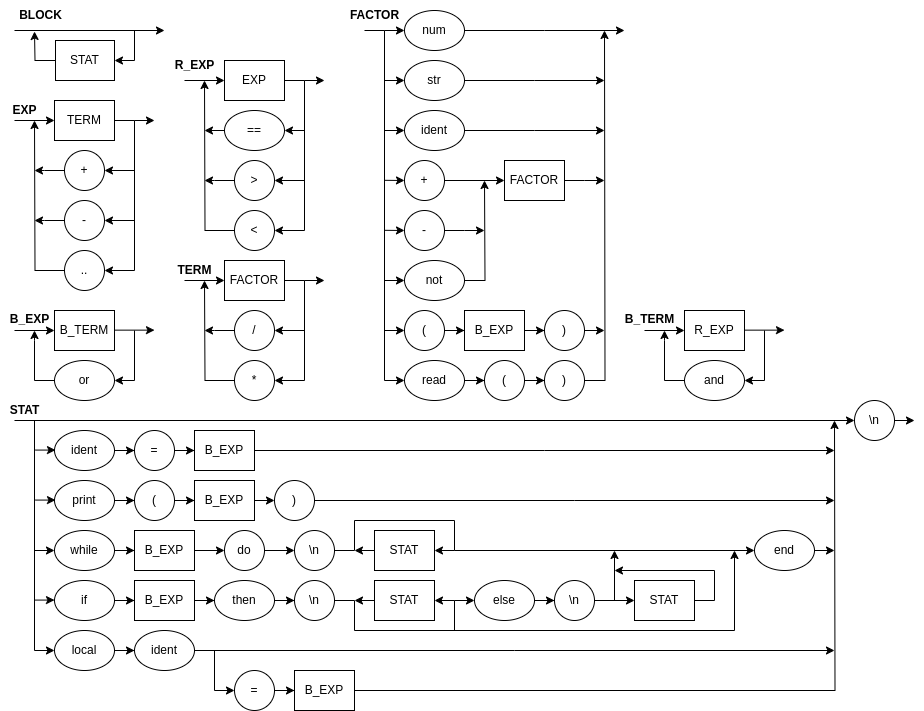 BLOCK
STAT
EXP
TERM
+
-
..
B_EXP
B_TERM
or
R_EXP
EXP
==
>
<
TERM
FACTOR
/
*
FACTOR
num
str
ident
+
FACTOR
-
not
( B_EXP )
read ( )
B_TERM
R_EXP
and
STAT
\n
ident = B_EXP
print ( B_EXP )
while B_EXP do \n STAT end
if B_EXP then \n STAT else \n STAT
local ident
= B_EXP